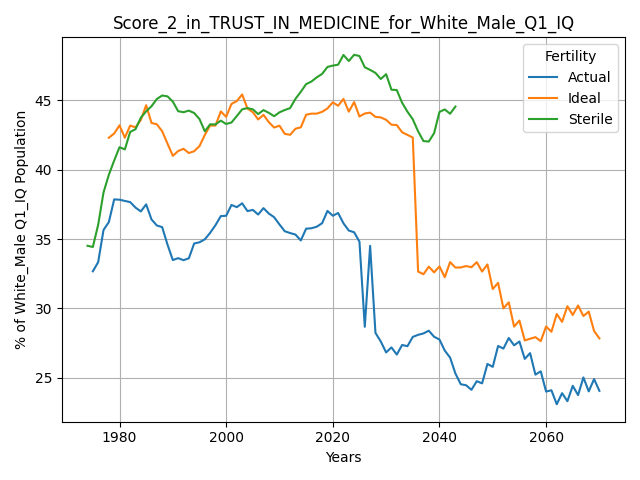 Score_2_in_TRUST_IN_MEDICINE_for_White_Male_Q1_IQ
% of White_Male Q1_IQ Population
45
40
35
30
25
Fertility
Actual
Ideal
Sterile
1980
2000
2020
2040
2060
Years